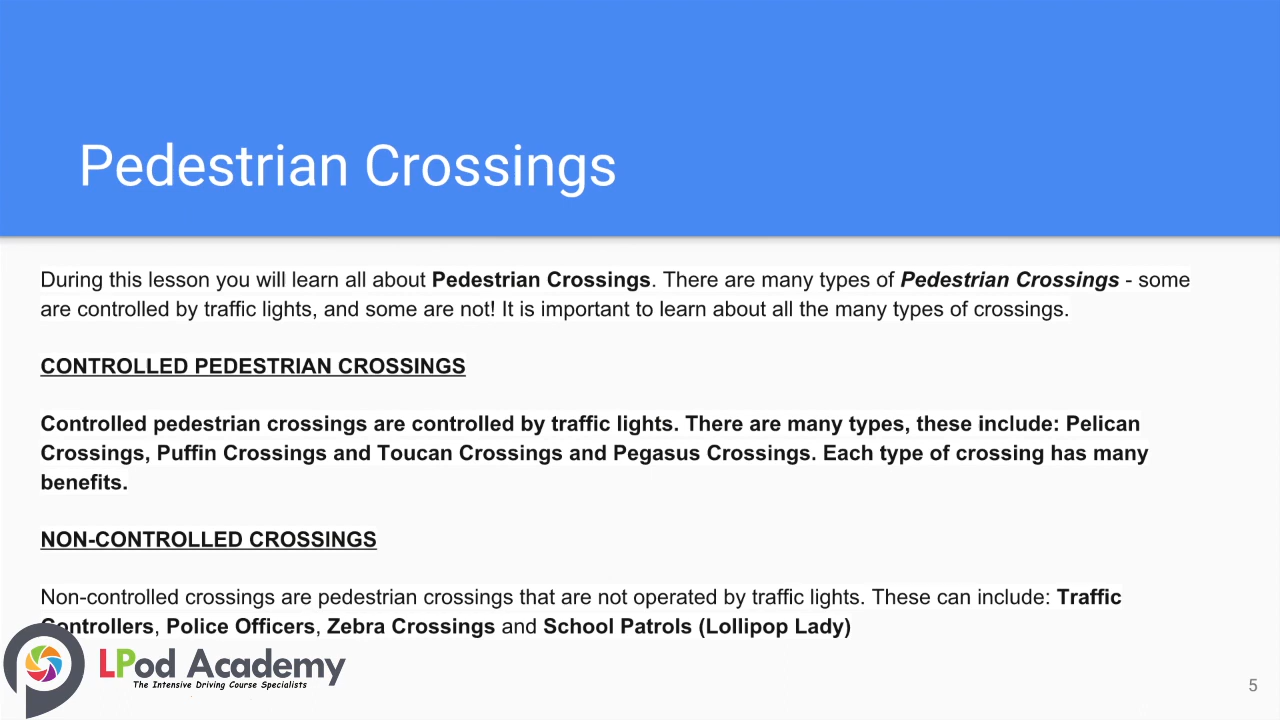 Pedestrian Crossings
During this lesson you will learn all about Pedestrian Crossings. There are many types of Pedestrian Crossings - some
are controlled by traffic lights, and some are not! It is important to learn about all the many types of crossings.
CONTROLLED PEDESTRIAN CROSSINGS
Controlled pedestrian crossings are controlled by traffic lights. There are many types, these include: Pelican
Crossings, Puffin Crossings and Toucan Crossings and Pegasus Crossings. Each type of crossing has many
benefits.
NON-CONTROLLED CROSSINGS
Non-controlled crossings are pedestrian crossings that are not operated by traffic lights. These can include: Traffic
Controllers, Police Officers, Zebra Crossings and School Patrols (Lollipop Lady)
LPod Academy
The Intensive Driving Course Specialists
5